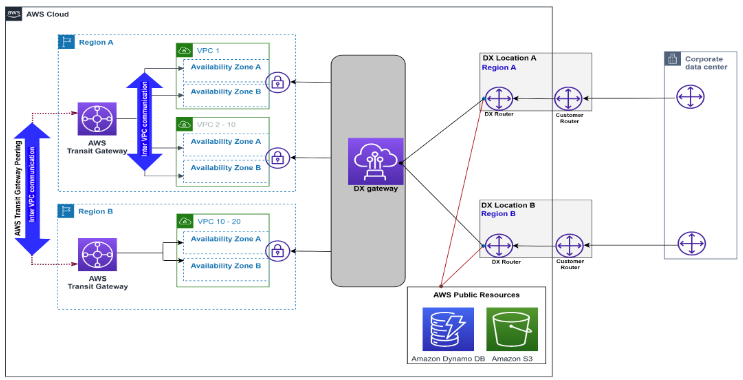 aws
AWS Cloud
Region A
VPC 1
Availability Zone A
Availability Zone B
Inter VPC communication
AWS
Transit Gateway
VPC 2 - 10
Availability Zone A
Availability Zone B
AWS Transit Gateway Peering
Inter VPC communication
Region B
VPC 10 - 20
Availability Zone A
Availability Zone B
AWS
Transit Gateway
DX gateway
DX Location A
Region A
DX Router
Customer
Router
Corporate
data center
DX Location B
Region B
DX Router
Customer
Router
AWS Public Resources
Amazon Dynamo DB
Amazon S3